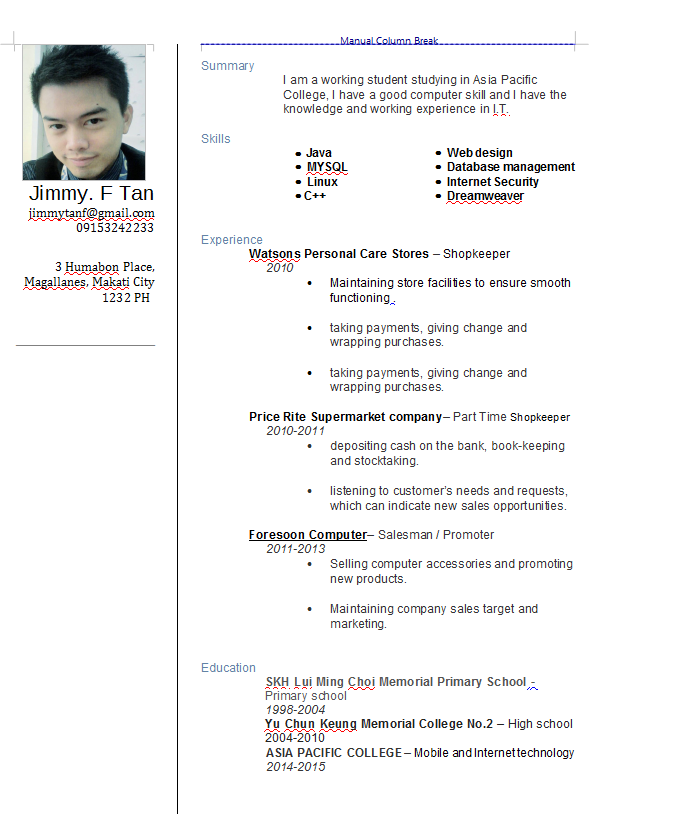 Manual Column Break
Jimmy. F Tan
jimmytanf@gmail.com
09153242233
3 Humabon Place,
Magallanes, Makati City
1232 PH
Summary
I am a working student studying in Asia Pacific
College, I have a good computer skill and I have the
knowledge and working experience in I.T.
Skills
• Java
• MYSQL
• Linux
• C++
• Web design
• Database management
• Internet Security
• Dreamweaver
Experience
Watsons Personal Care Stores – Shopkeeper
2010
• Maintaining store facilities to ensure smooth
functioning.
• taking payments, giving change and
wrapping purchases.
• taking payments, giving change and
wrapping purchases.
Price Rite Supermarket company– Part Time Shopkeeper
2010-2011
• depositing cash on the bank, book-keeping
and stocktaking.
• listening to customer's needs and requests,
which can indicate new sales opportunities.
Foresoon Computer– Salesman / Promoter
2011-2013
• Selling computer accessories and promoting
new products.
• Maintaining company sales target and
marketing.
Education
SKH Lui Ming Choi Memorial Primary School -
Primary school
1998-2004
Yu Chun Keung Memorial College No.2 – High school
2004-2010
ASIA PACIFIC COLLEGE – Mobile and Internet technology
2014-2015